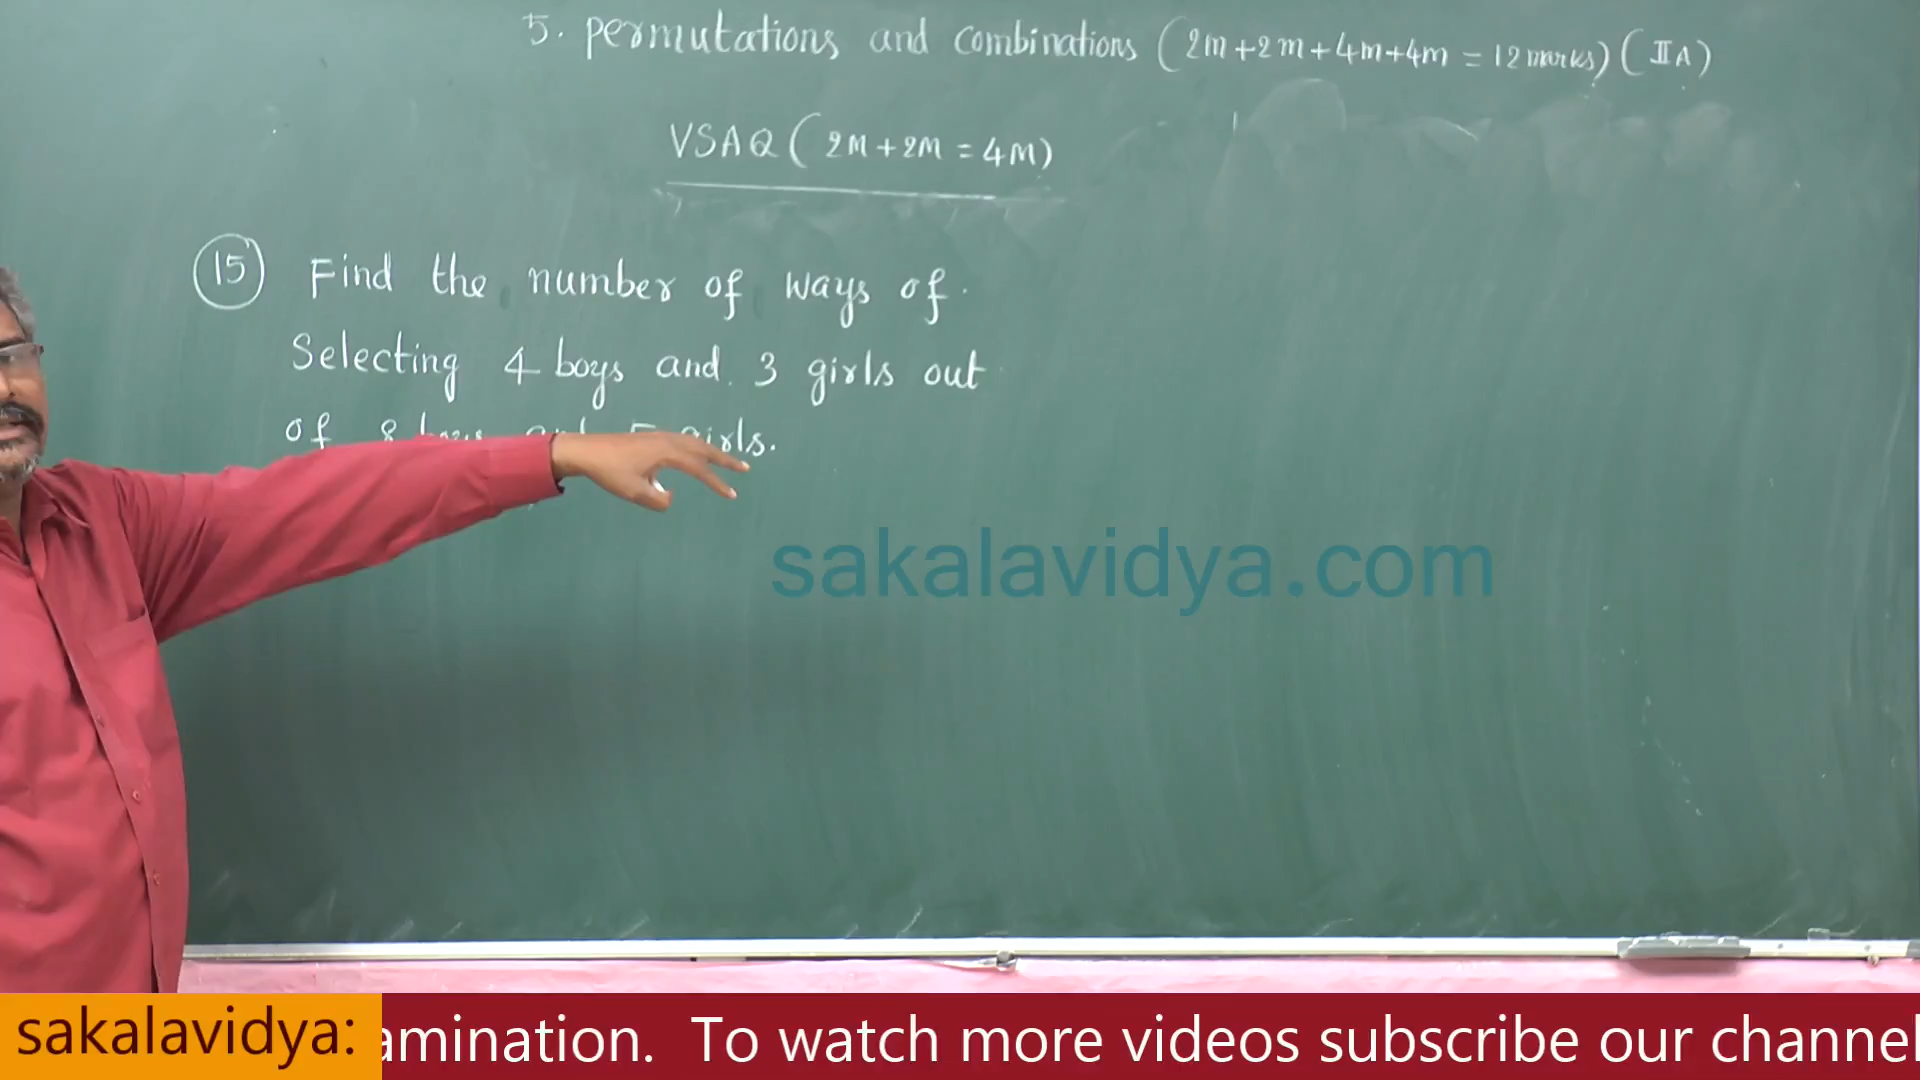 5. permutations and combinations (2m+2m+4m+4m = 12 marks) (IIA)
VSAQ (2M+2M = 4M)
15 Find the number of ways of
Selecting 4 boys and 3 girls out
of 8 boys and 5 girls.
sakalavidya.com
sakalavidya: amination. To watch more videos subscribe our channel